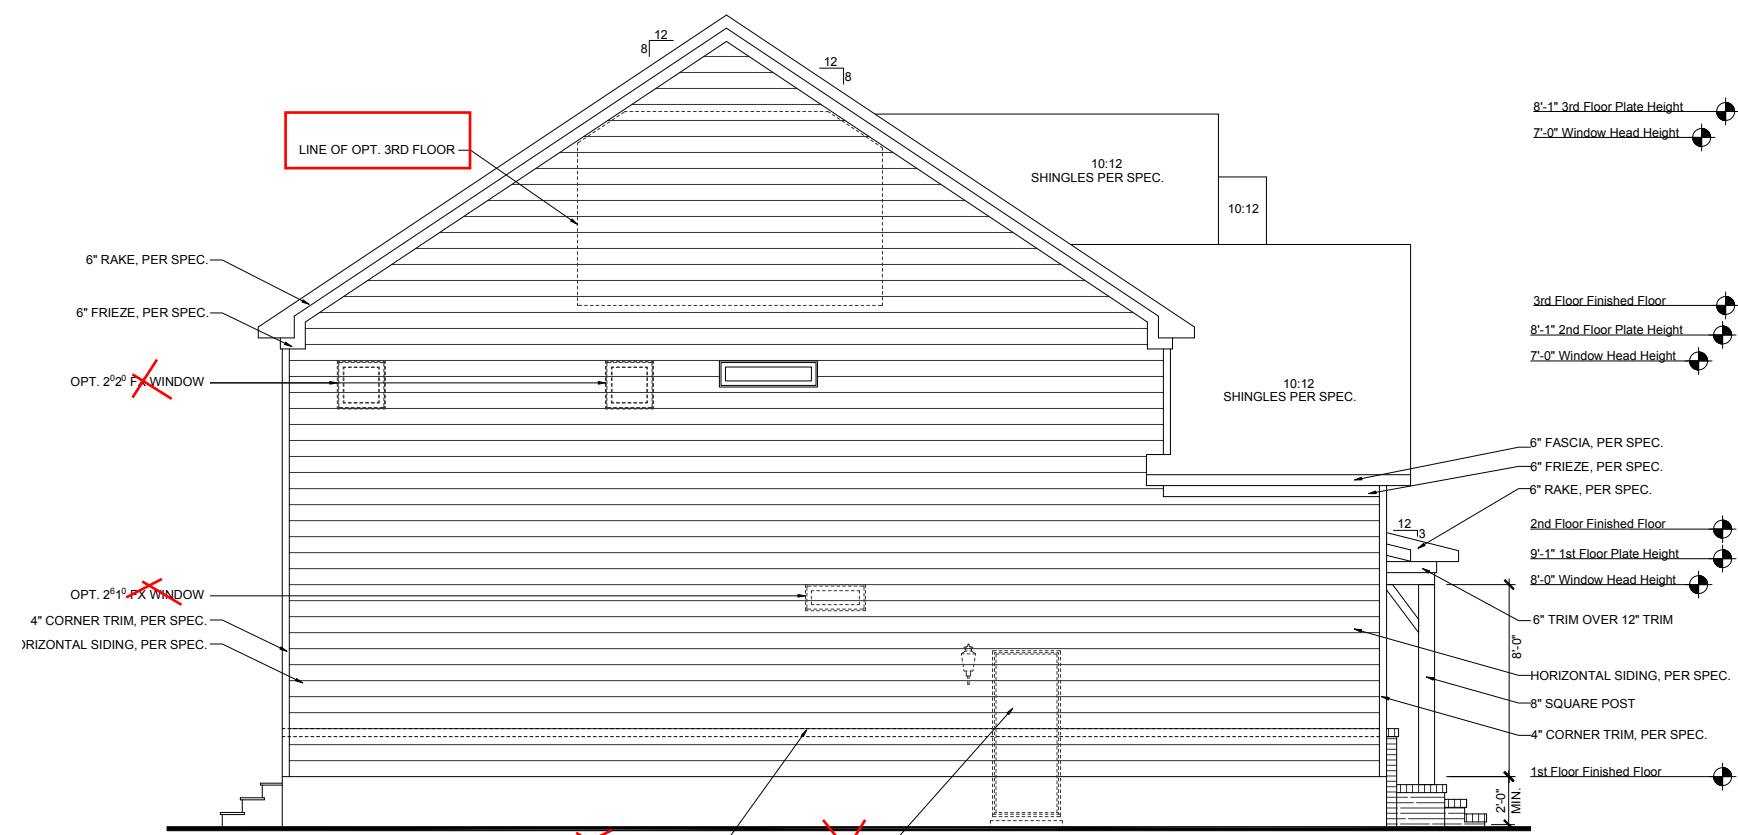 12
8
12
8
8'-1" 3rd Floor Plate Height
7'-0" Window Head Height
LINE OF OPT. 3RD FLOOR
10:12
SHINGLES PER SPEC.
10:12
6" RAKE, PER SPEC.
6" FRIEZE, PER SPEC.
3rd Floor Finished Floor
8'-1" 2nd Floor Plate Height
7'-0" Window Head Height
OPT. 2⁰2⁰ FX WINDOW
10:12
SHINGLES PER SPEC.
6" FASCIA, PER SPEC.
6" FRIEZE, PER SPEC.
6" RAKE, PER SPEC.
12
3
2nd Floor Finished Floor
9'-1" 1st Floor Plate Height
8'-0" Window Head Height
OPT. 2⁶1⁰ FX WINDOW
4" CORNER TRIM, PER SPEC.
ORIZONTAL SIDING, PER SPEC.
6" TRIM OVER 12" TRIM
8'-0"
HORIZONTAL SIDING, PER SPEC.
8" SQUARE POST
4" CORNER TRIM, PER SPEC.
1st Floor Finished Floor
2'-0"
MIN.